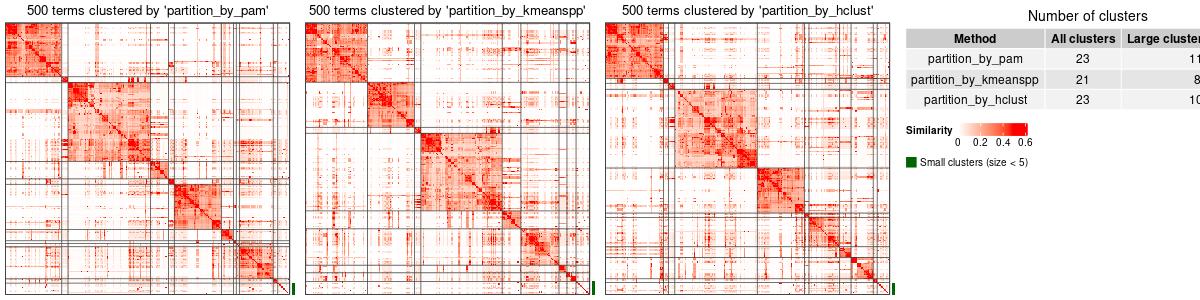 500 terms clustered by 'partition_by_pam'
500 terms clustered by 'partition_by_kmeanspp'
500 terms clustered by 'partition_by_hclust'
Number of clusters
Method All clusters Large cluster
partition_by_pam 23 11
partition_by_kmeanspp 21 8
partition_by_hclust 23 10
Similarity
0 0.2 0.4 0.6
Small clusters (size < 5)